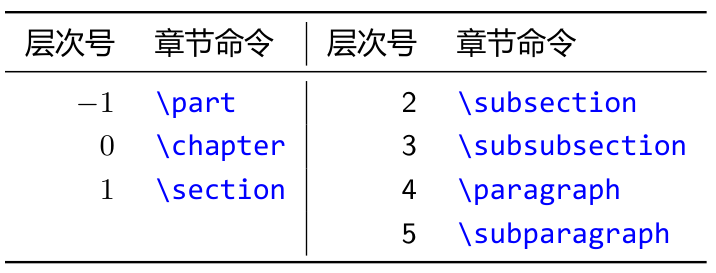 层次号 章节命令 层次号 章节命令
−1 \part 2 \subsection
0 \chapter 3 \subsubsection
1 \section 4 \paragraph
5 \subparagraph